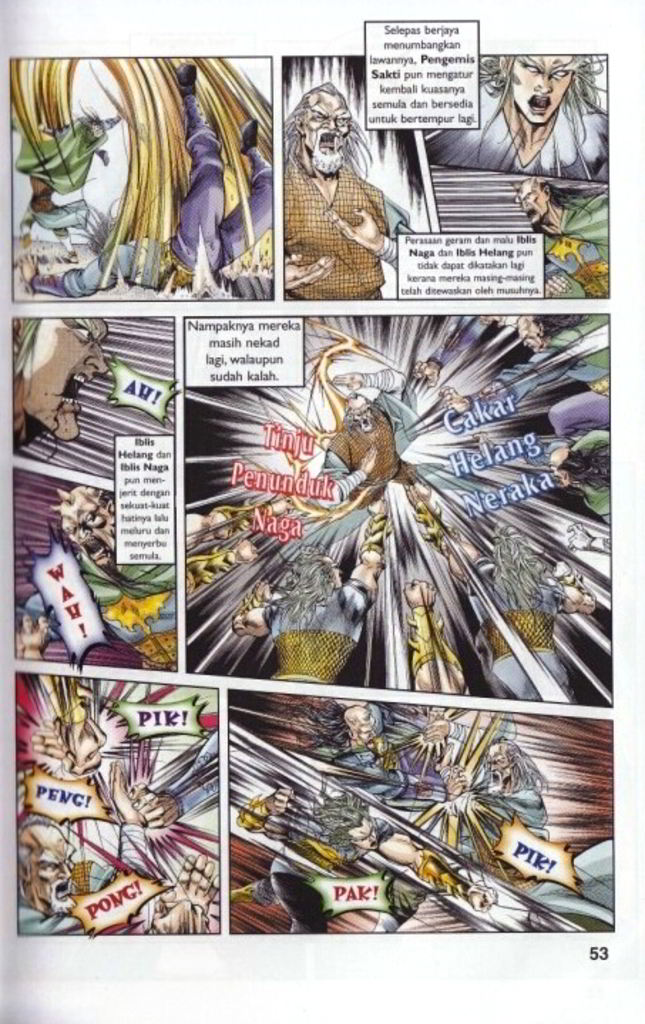 Selepas berjaya
menumbangkan
lawannya, Pengemis
Sakti pun mengatur
kembali kuasanya
semula dan bersedia
untuk bertempur lagi.
Perasaan geram dan malu Iblis
Naga dan Iblis Helang pun
tidak dapat dikatakan lagi
kerana mereka masing-masing
telah ditewaskan oleh musuhnya.
AH!
Iblis
Helang dan
Iblis Naga
pun men-
jerit dengan
sekuat-kuat
hatinya lalu
meluru dan
menyerbu
semula.
WAH!
Nampaknya mereka
masih nekad
lagi, walaupun
sudah kalah.
Tinju
Penunduk
Naga
Cakar
Helang
Neraka
PIK!
PENG!
PONG!
PAK!
PIK!
53